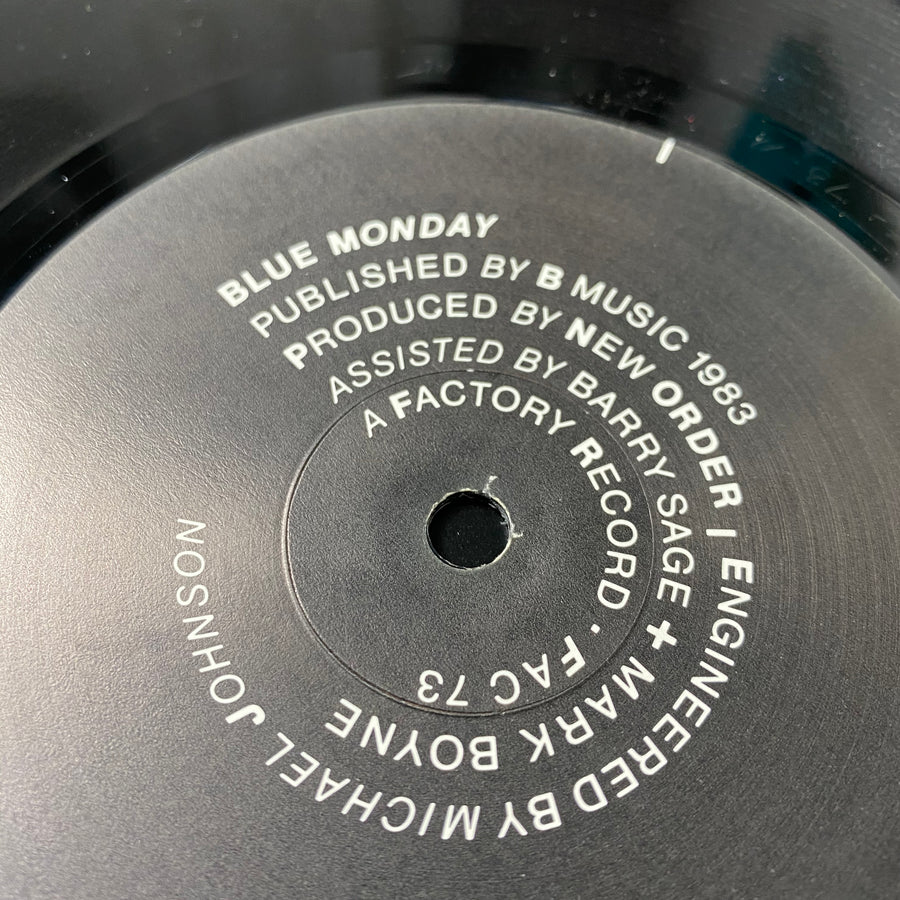 BLUE MONDAY
PUBLISHED BY B MUSIC 1983
PRODUCED BY NEW ORDER | ENGINEERED BY MICHAEL JOHNSON
ASSISTED BY BARRY SAGE + MARK BOYNE
A FACTORY RECORD · FAC 73